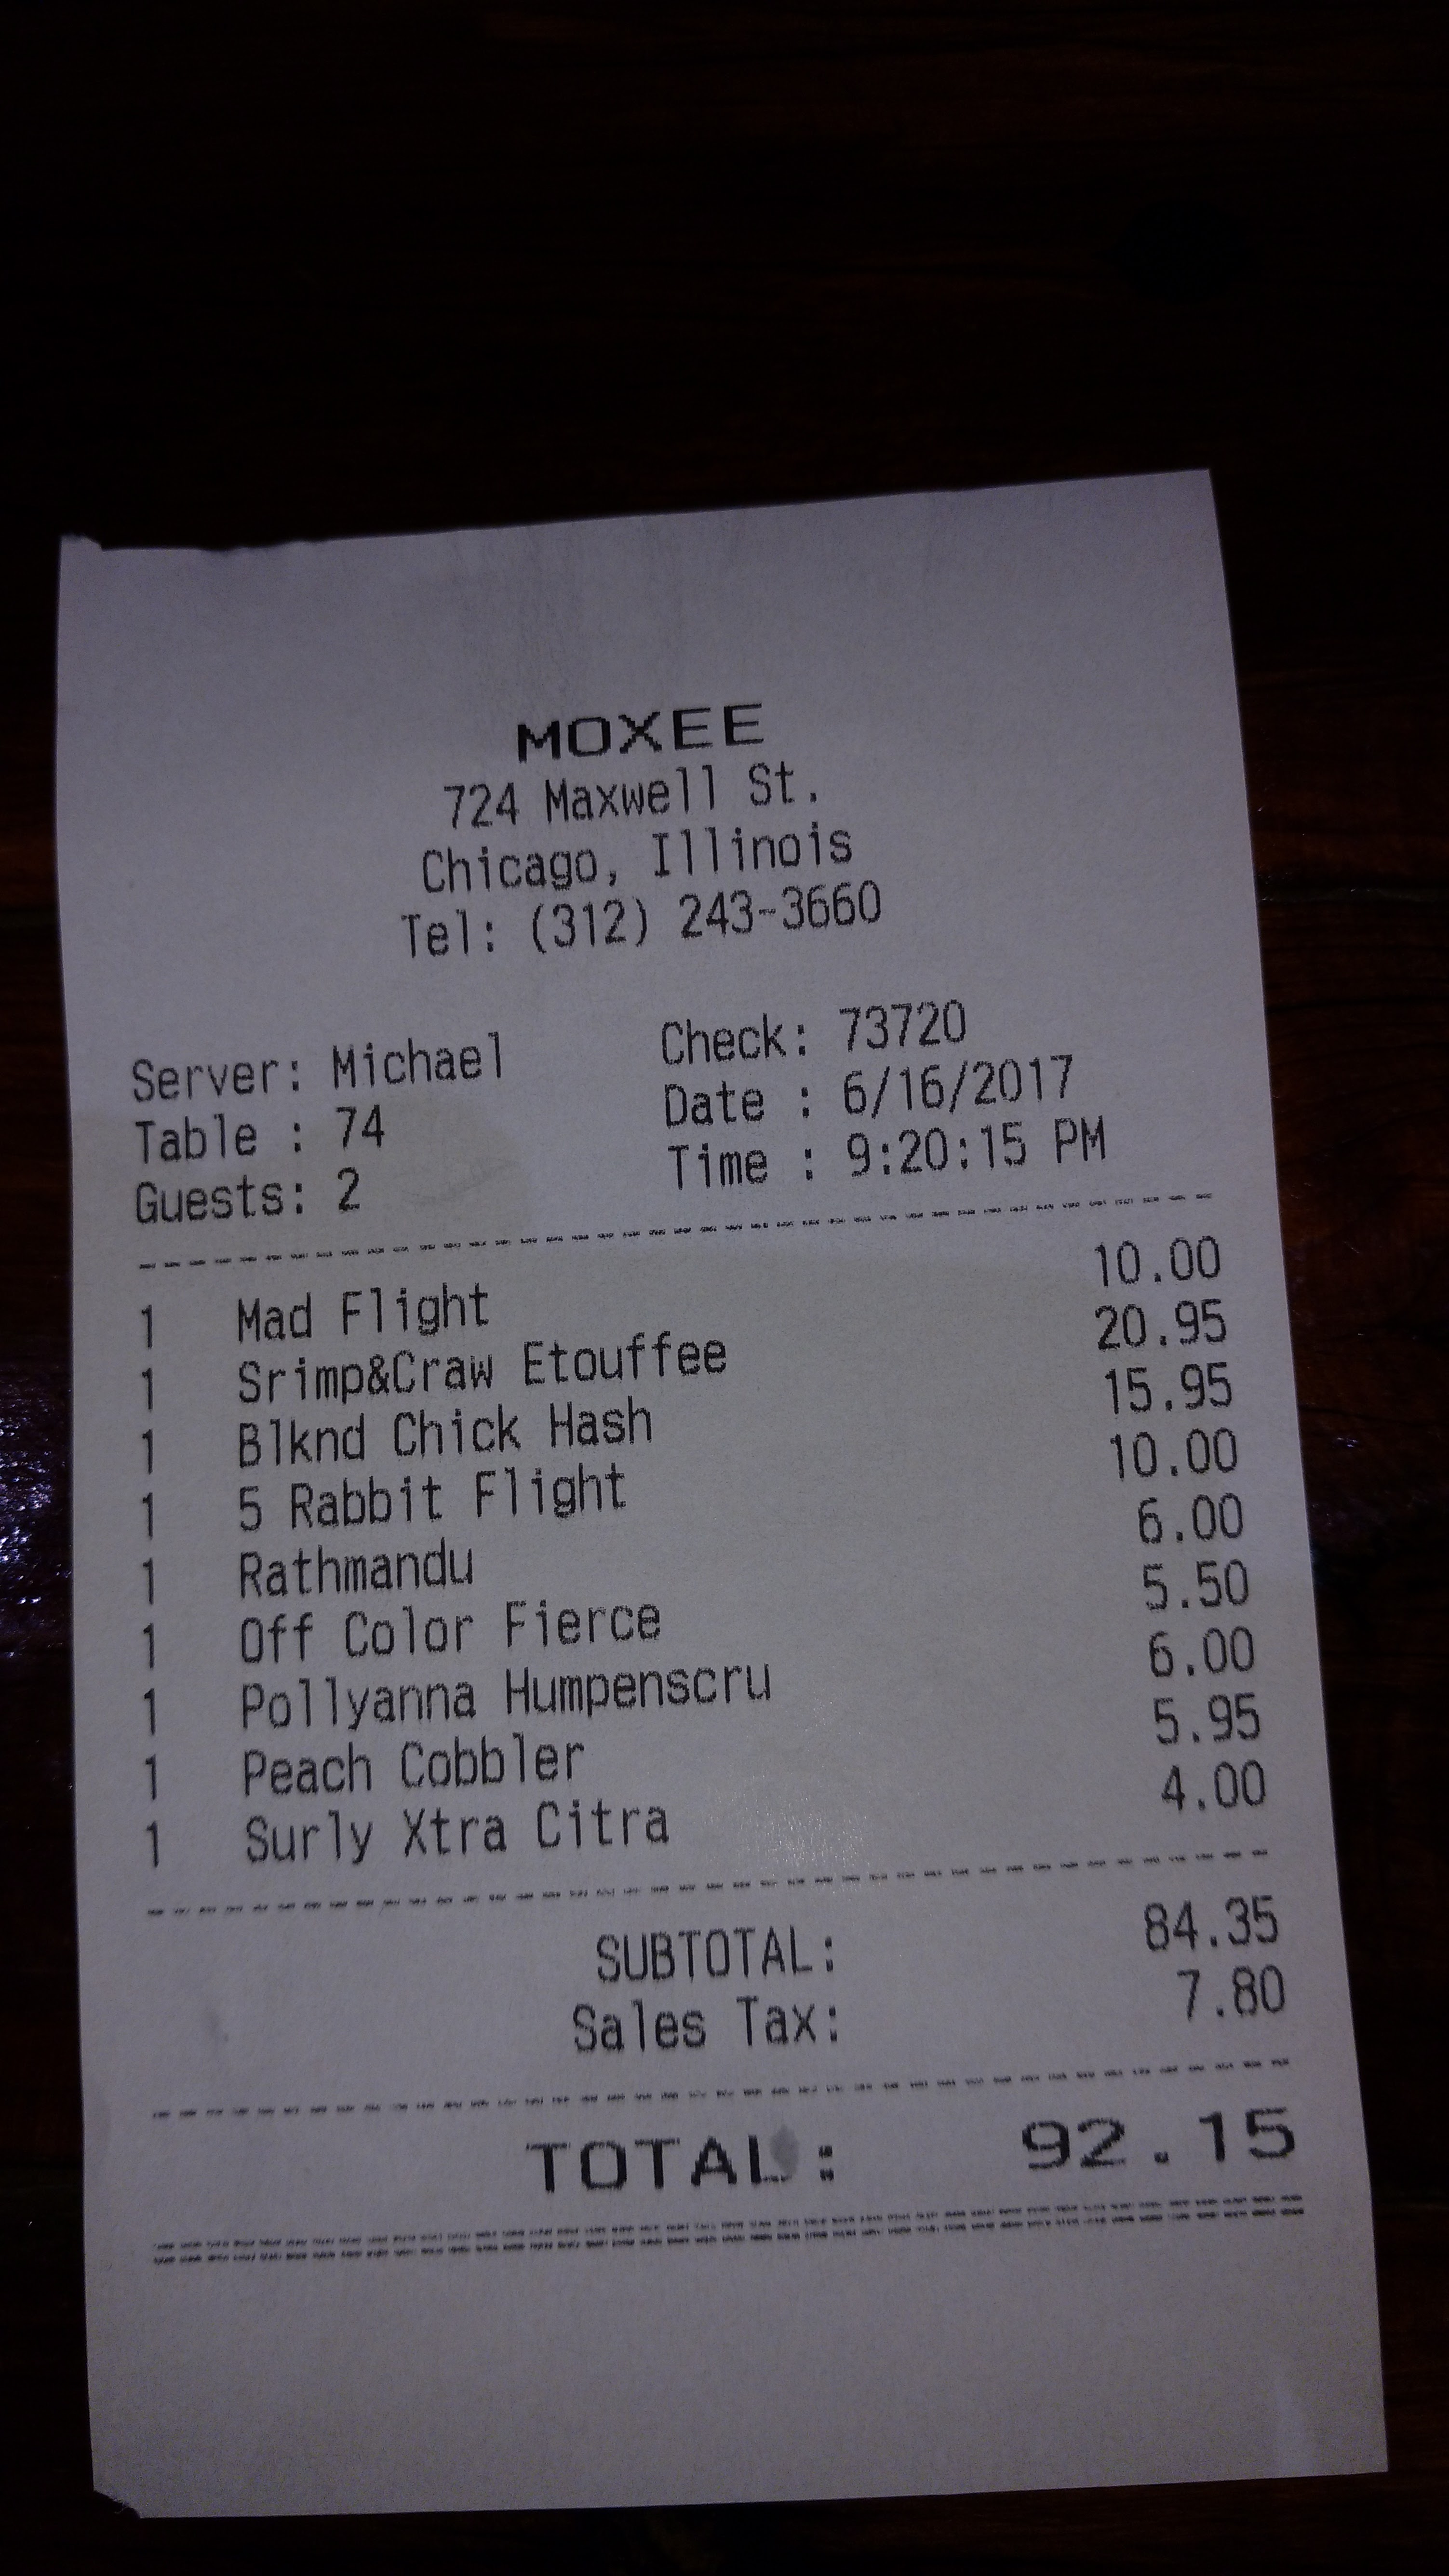 MOXEE
724 Maxwell St.
Chicago, Illinois
Tel: (312) 243-3660
Server: Michael Check: 73720
Table : 74 Date : 6/16/2017
Guests: 2 Time : 9:20:15 PM
1 Mad Flight 10.00
1 Srimp&Craw Etouffee 20.95
1 Blknd Chick Hash 15.95
1 5 Rabbit Flight 10.00
1 Rathmandu 6.00
1 Off Color Fierce 5.50
1 Pollyanna Humpenscru 6.00
1 Peach Cobbler 5.95
1 Surly Xtra Citra 4.00
SUBTOTAL: 84.35
Sales Tax: 7.80
TOTAL: 92.15